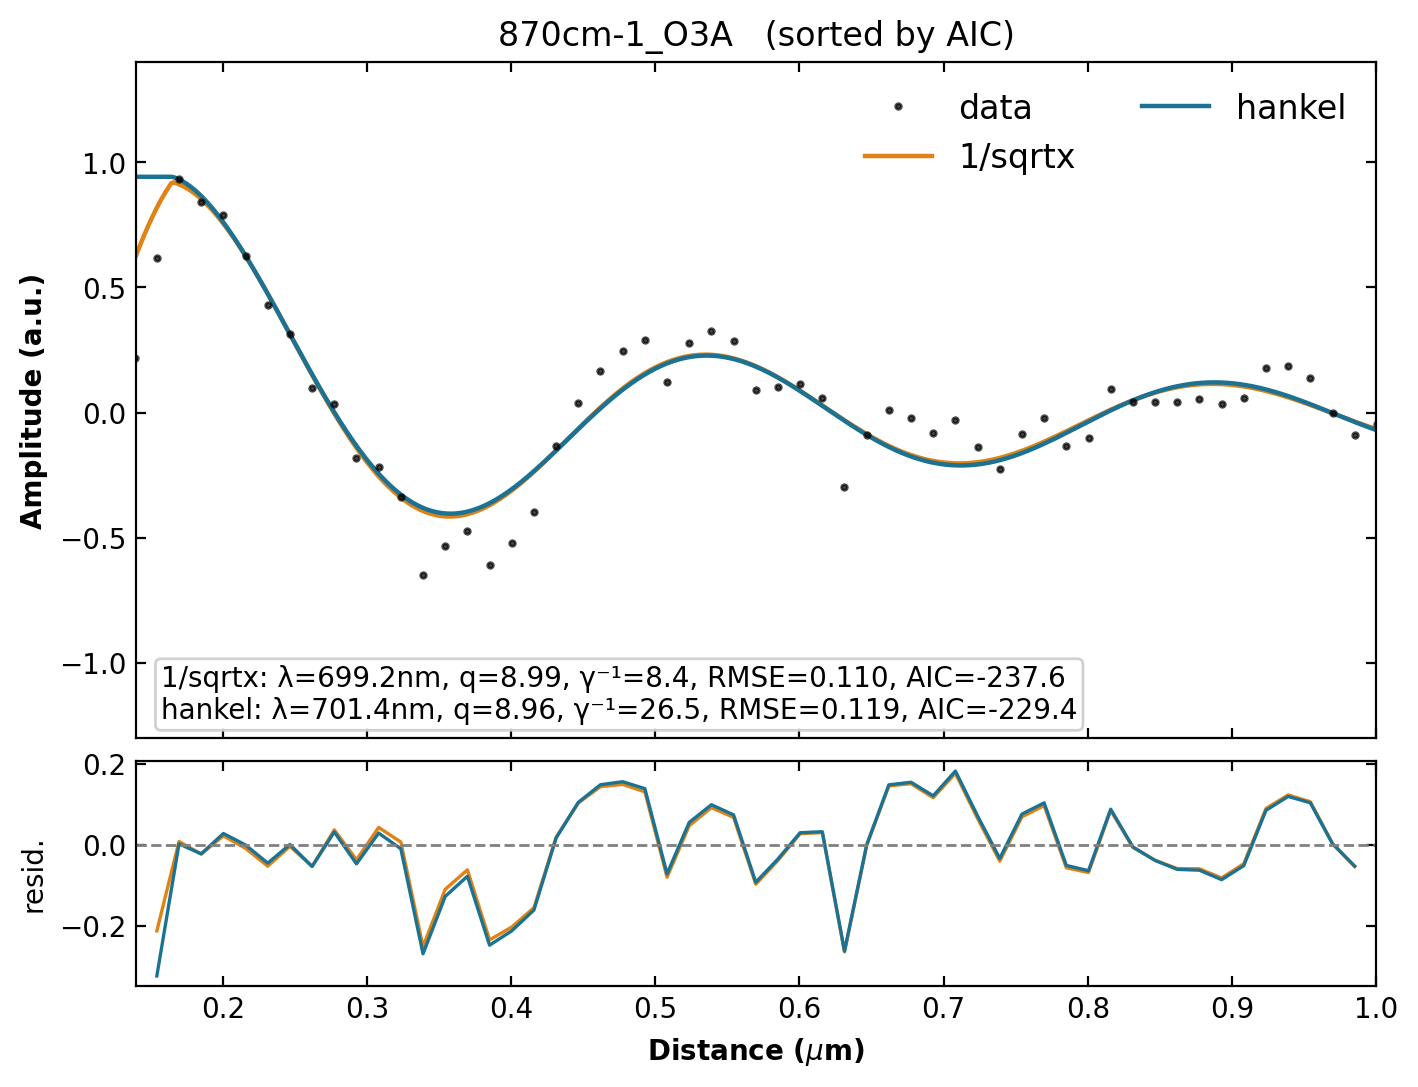 870cm-1_O3A   (sorted by AIC)
data
1/sqrtx
hankel
Amplitude (a.u.)
1.0
0.5
0.0
−0.5
−1.0
1/sqrtx: λ=699.2nm, q=8.99, γ⁻¹=8.4, RMSE=0.110, AIC=-237.6
hankel: λ=701.4nm, q=8.96, γ⁻¹=26.5, RMSE=0.119, AIC=-229.4
resid.
0.2
0.0
−0.2
0.2 0.3 0.4 0.5 0.6 0.7 0.8 0.9 1.0
Distance (μm)